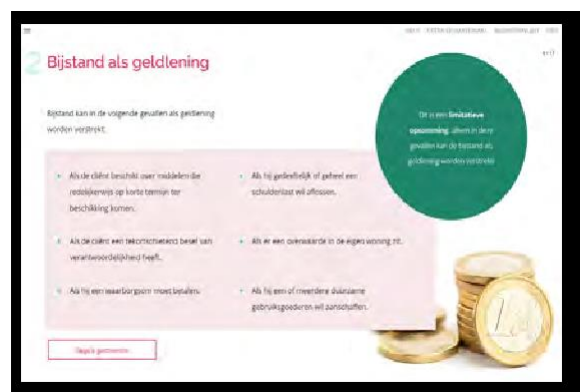 2 Bijstand als geldlening
Bijstand kan in de volgende gevallen als geldlening
worden verstrekt:
Dit is een limitatieve
opsomming, alleen in deze
gevallen kan de bijstand als
geldlening worden verstrekt
Als de cliënt beschikt over middelen die
redelijkerwijs op korte termijn ter
beschikking komen.
Als de cliënt een tekortschietend besef van
verantwoordelijkheid heeft.
Als hij een waarborgsom moet betalen.
Als hij gedeeltelijk of geheel een
schuldenlast wil aflossen.
Als er een overwaarde in de eigen woning zit.
Als hij een of meerdere duurzame
gebruiksgoederen wil aanschaffen.